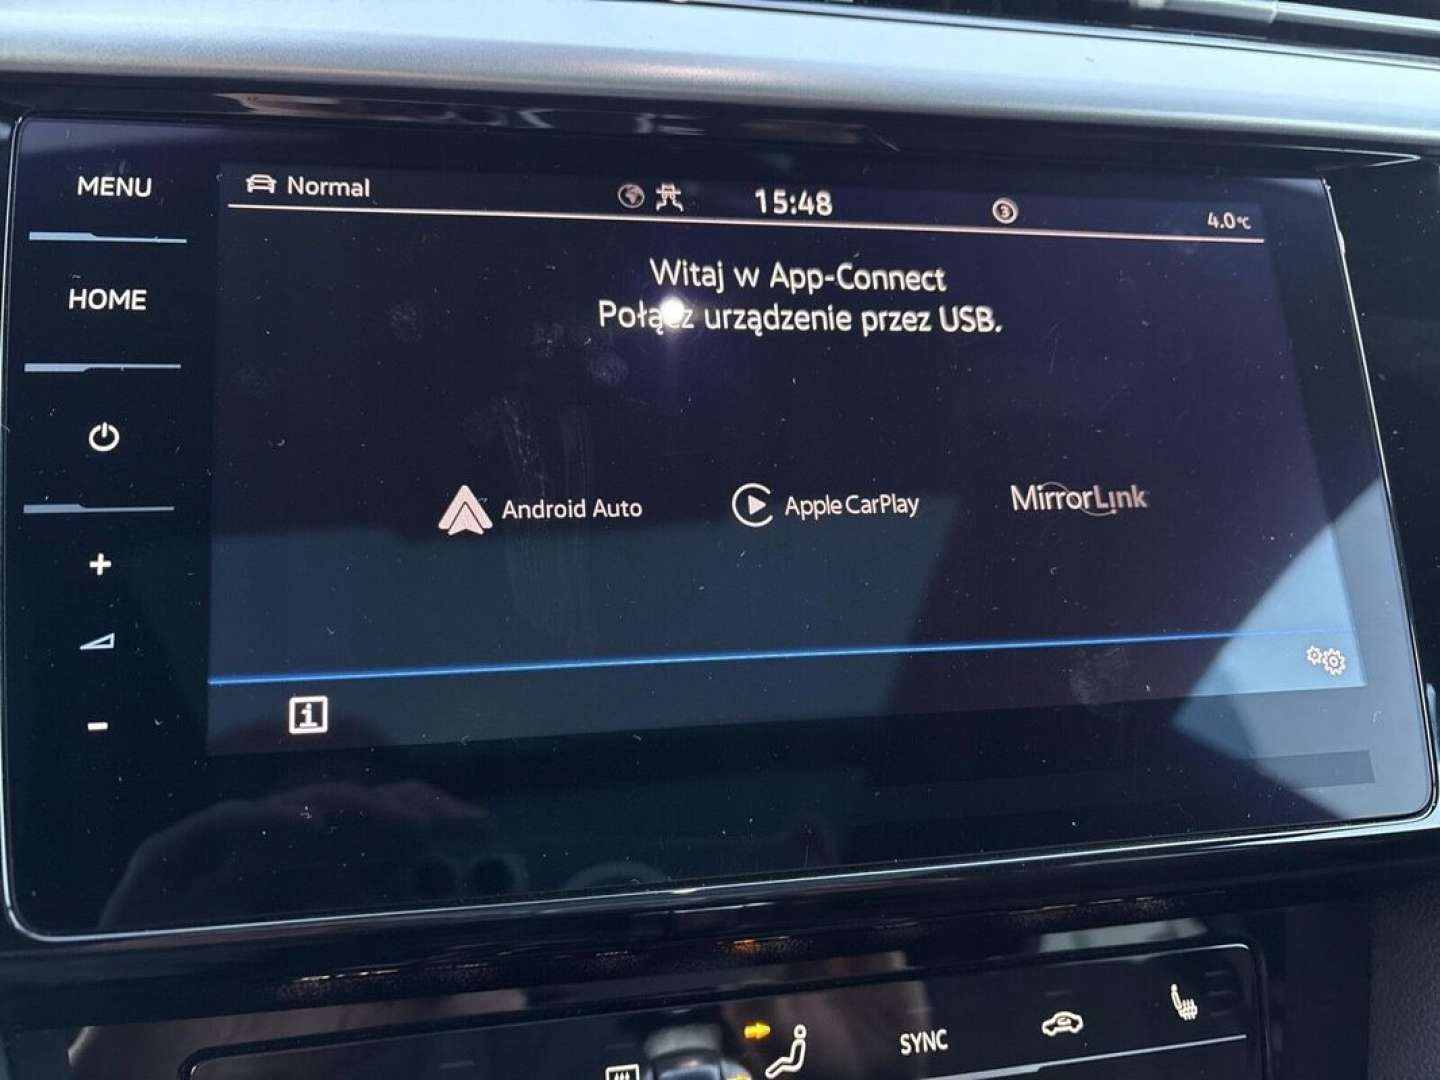 MENU
Normal
15:48
3
4.0°C
HOME
Witaj w App-Connect
Połącz urządzenie przez USB.
Android Auto
Apple CarPlay
MirrorLink
+
-
i
SYNC